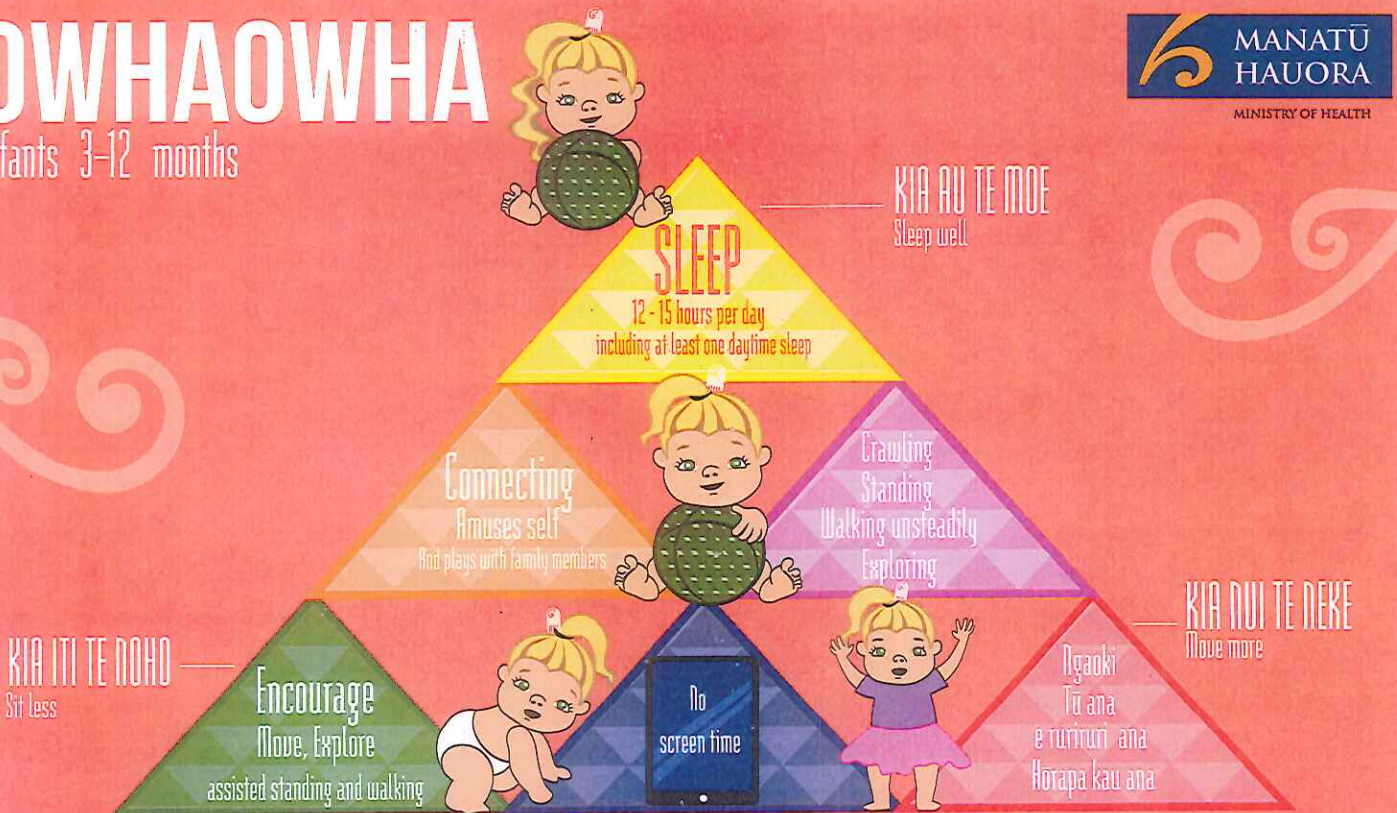 OWHAOWHA
fants 3-12 months
MANATŪ
HAUORA
MINISTRY OF HEALTH
KIA AU TE MOE
Sleep well
SLEEP
12 - 15 hours per day
including at least one daytime sleep
Connecting
Amuses self
And plays with family members
Crawling
Standing
Walking unsteadily
Exploring
KIA ITI TE NOHO
Sit less
KIA NUI TE NEKE
Move more
Encourage
Move, Explore
assisted standing and walking
No
screen time
Ngaoki
Tū ana
e tūrituri ana
Hōrapa kau ana